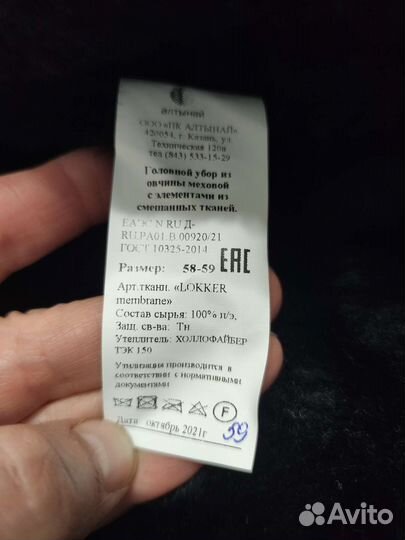 алтынай
ООО «ПК АЛТЫНАЙ»
420054, г. Казань, ул.
Техническая 120в
тел (843) 533-15-29
Головной убор из
овчины меховой
с элементами из
смешанных тканей.
ЕАЭС N RU Д-
RU.РА01.В.00920/21
ГОСТ 10325-2014
Размер: 58-59
EAC
Арт.ткани. «LOKKER
membrane»
Состав сырья: 100% п/э,
Защ. св-ва: Тн
Утеплитель: ХОЛЛОФАЙБЕР
ТЭК 150
Утилизация производится в
соответствии с нормативными
документами
F
Дата: октябрь 2021г
59
Avito